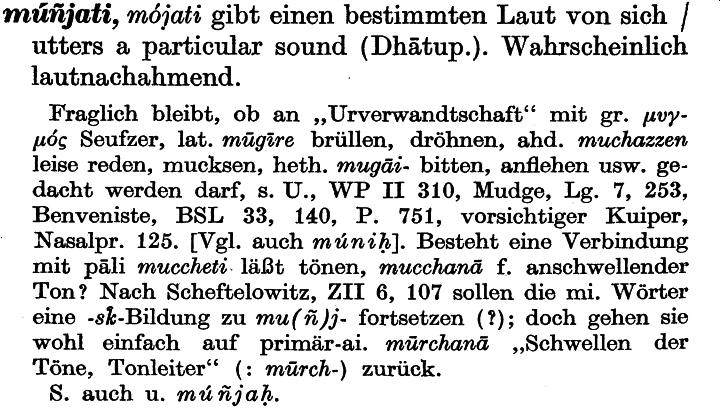 múñjati, mójati gibt einen bestimmten Laut von sich /
utters a particular sound (Dhātup.). Wahrscheinlich
lautnachahmend.
Fraglich bleibt, ob an „Urverwandtschaft“ mit gr. μυγ-
μός Seufzer, lat. mūgīre brüllen, dröhnen, ahd. muchazzen
leise reden, mucksen, heth. mugāi- bitten, anflehen usw. ge-
dacht werden darf, s. U., WP II 310, Mudge, Lg. 7, 253,
Benveniste, BSL 33, 140, P. 751, vorsichtiger Kuiper,
Nasalpr. 125. [Vgl. auch múniḥ]. Besteht eine Verbindung
mit pāli muccheti läßt tönen, mucchanā f. anschwellender
Ton? Nach Scheftelowitz, ZII 6, 107 sollen die mi. Wörter
eine -sk̂-Bildung zu mu(ñ)j- fortsetzen (?); doch gehen sie
wohl einfach auf primär-ai. mūrchanā „Schwellen der
Töne, Tonleiter“ (: mūrch-) zurück.
S. auch u. múñjaḥ.